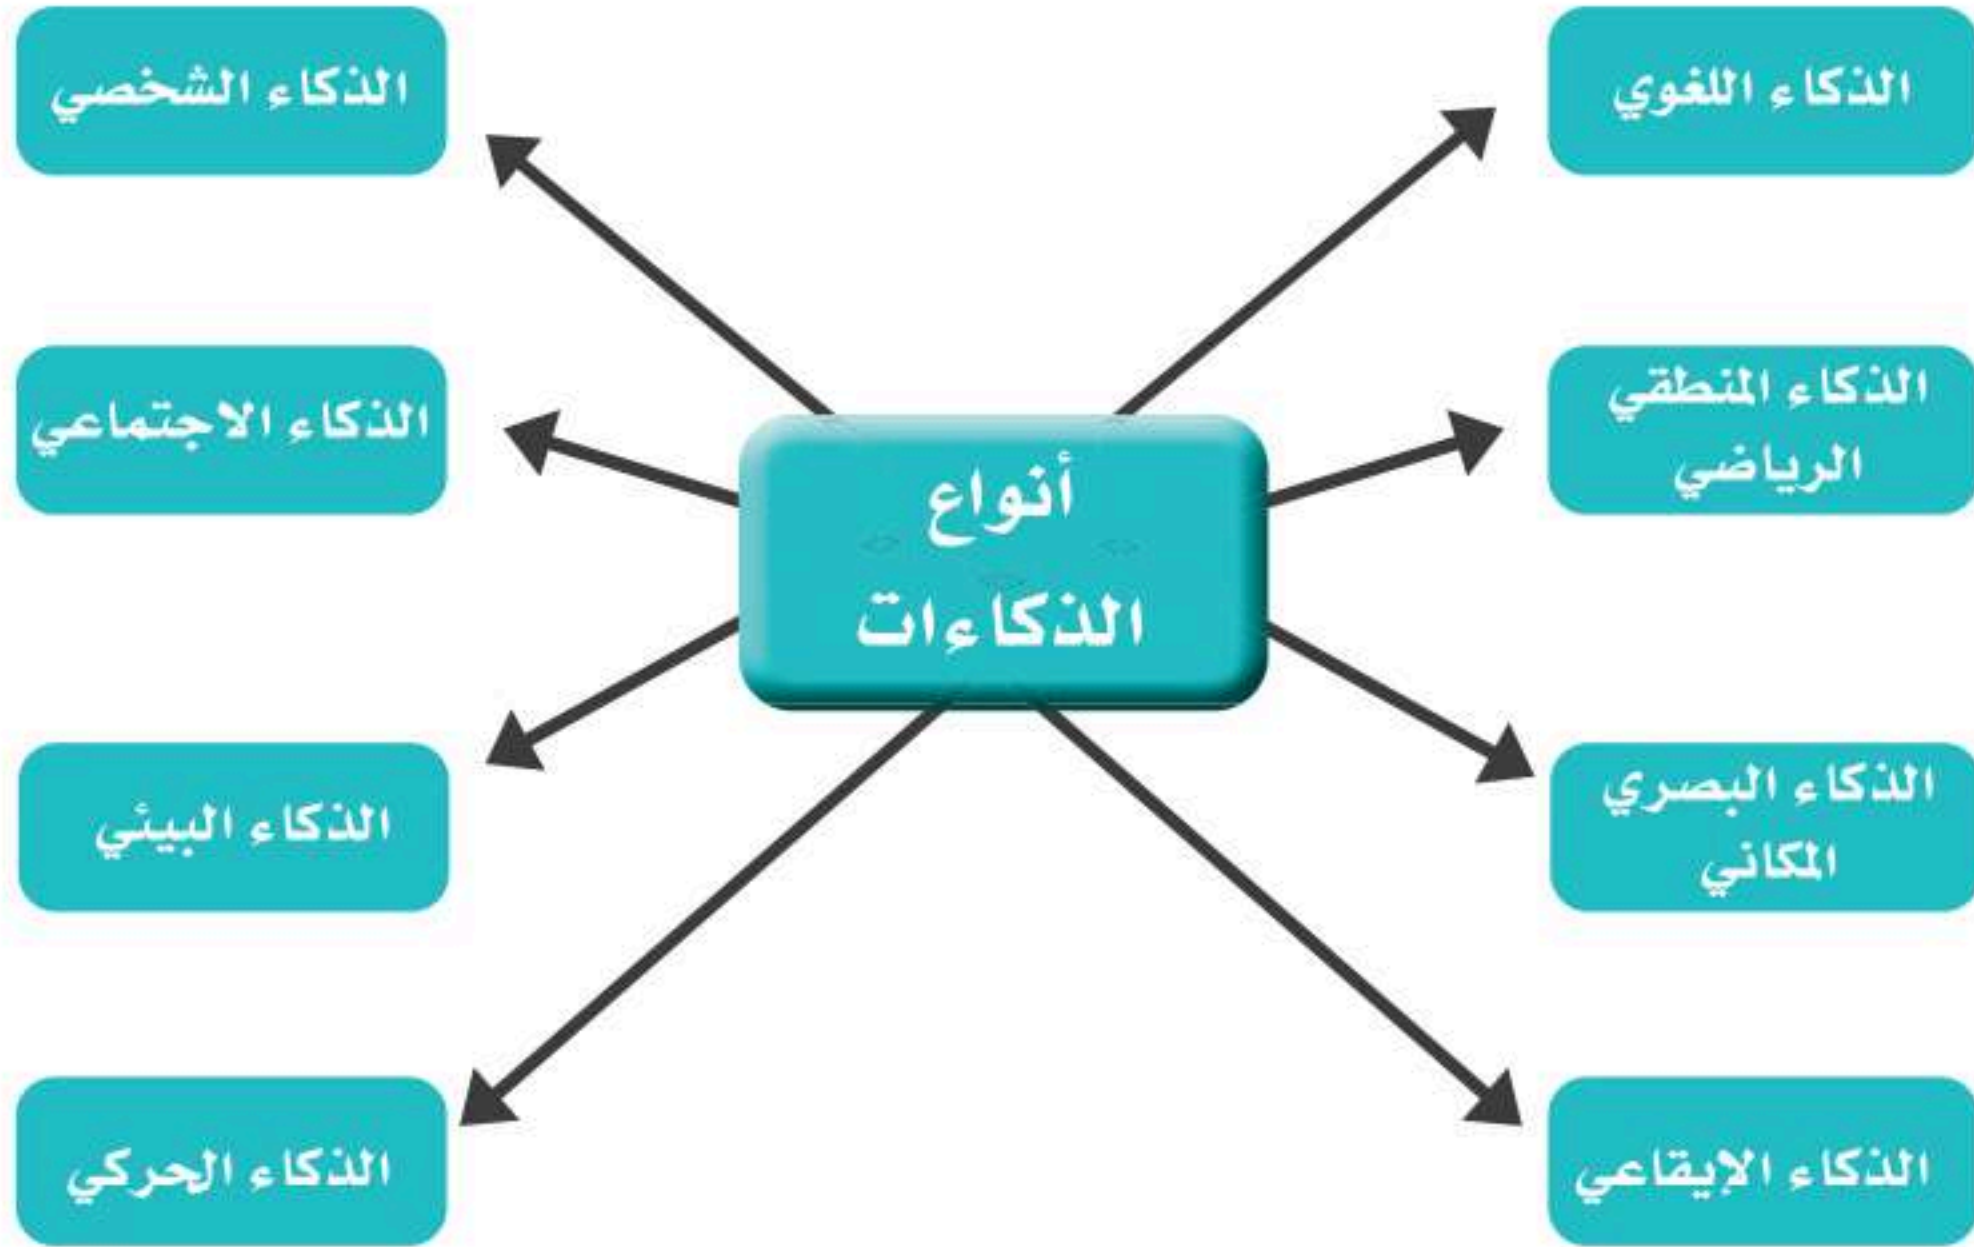 أنواع
الذكاءات
الذكاء اللغوي
الذكاء المنطقي
الرياضي
الذكاء البصري
المكاني
الذكاء الإيقاعي
الذكاء الشخصي
الذكاء الاجتماعي
الذكاء البيئي
الذكاء الحركي